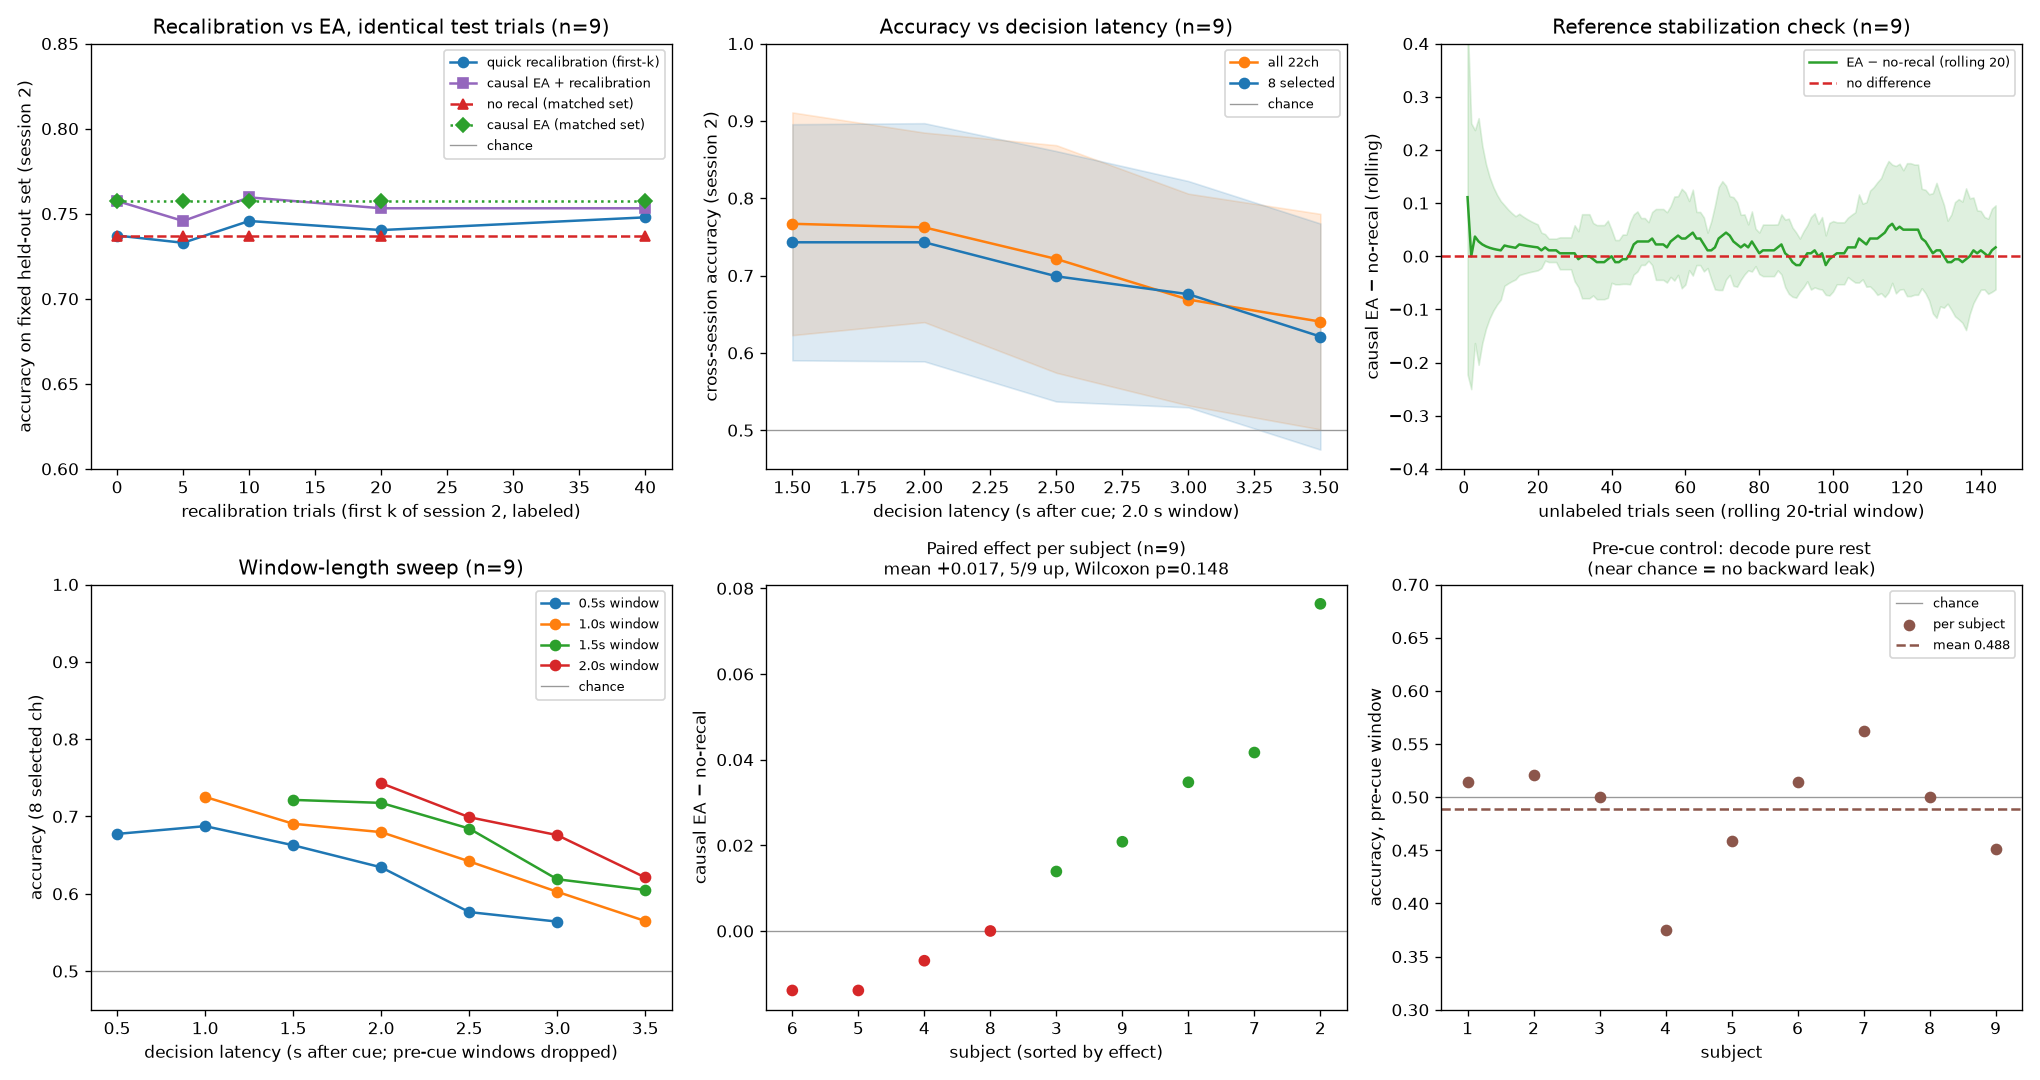 Recalibration vs EA, identical test trials (n=9)
accuracy on fixed held-out set (session 2)
0.85
0.80
0.75
0.70
0.65
0.60
quick recalibration (first-k)
causal EA + recalibration
no recal (matched set)
causal EA (matched set)
chance
0 5 10 15 20 25 30 35 40
recalibration trials (first k of session 2, labeled)
Accuracy vs decision latency (n=9)
cross-session accuracy (session 2)
1.0
0.9
0.8
0.7
0.6
0.5
all 22ch
8 selected
chance
1.50 1.75 2.00 2.25 2.50 2.75 3.00 3.25 3.50
decision latency (s after cue; 2.0 s window)
Reference stabilization check (n=9)
causal EA − no-recal (rolling)
0.4
0.3
0.2
0.1
0.0
−0.1
−0.2
−0.3
−0.4
EA − no-recal (rolling 20)
no difference
0 20 40 60 80 100 120 140
unlabeled trials seen (rolling 20-trial window)
Window-length sweep (n=9)
accuracy (8 selected ch)
1.0
0.9
0.8
0.7
0.6
0.5
0.5s window
1.0s window
1.5s window
2.0s window
chance
0.5 1.0 1.5 2.0 2.5 3.0 3.5
decision latency (s after cue; pre-cue windows dropped)
Paired effect per subject (n=9)
mean +0.017, 5/9 up, Wilcoxon p=0.148
causal EA − no-recal
0.08
0.06
0.04
0.02
0.00
6 5 4 8 3 9 1 7 2
subject (sorted by effect)
Pre-cue control: decode pure rest
(near chance = no backward leak)
accuracy, pre-cue window
0.70
0.65
0.60
0.55
0.50
0.45
0.40
0.35
0.30
chance
per subject
mean 0.488
1 2 3 4 5 6 7 8 9
subject